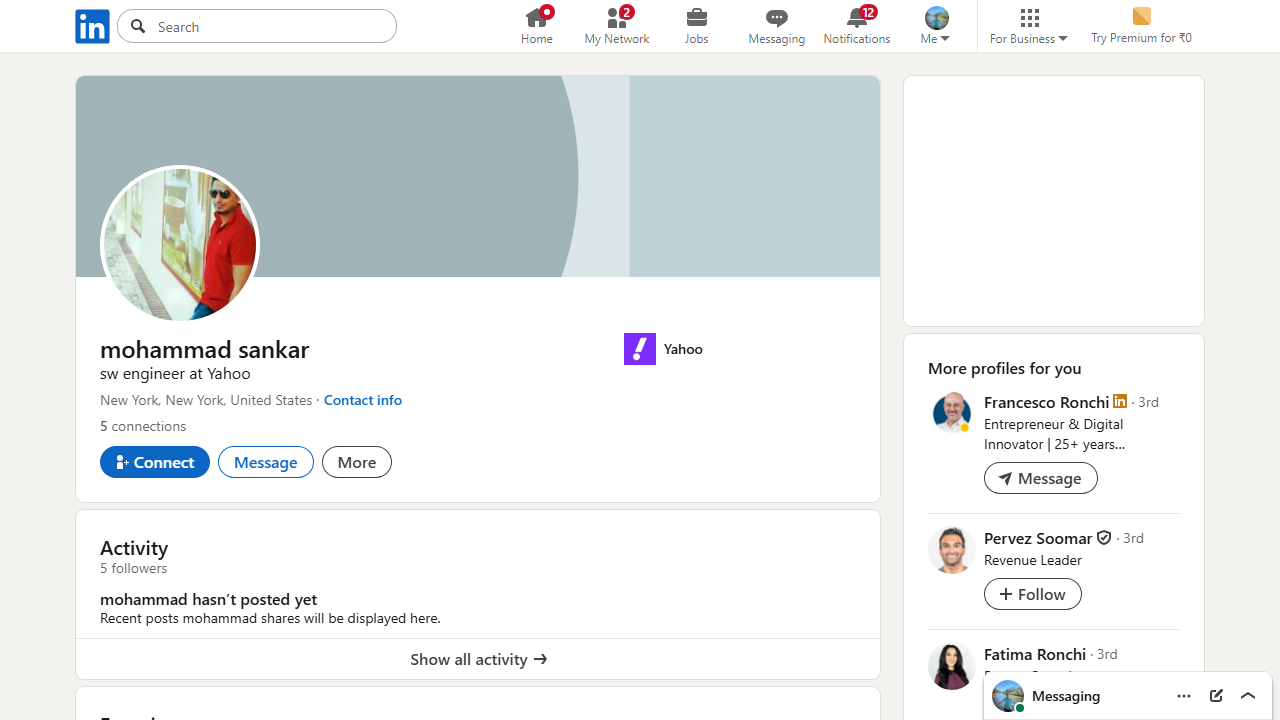 in
Search
Home
2
My Network
Jobs
Messaging
12
Notifications
Me
For Business
Try Premium for ₹0
mohammad sankar
Yahoo
sw engineer at Yahoo
New York, New York, United States · Contact info
5 connections
Connect
Message
More
Activity
5 followers
mohammad hasn’t posted yet
Recent posts mohammad shares will be displayed here.
Show all activity →
More profiles for you
Francesco Ronchi in · 3rd
Entrepreneur & Digital
Innovator | 25+ years…
Message
Pervez Soomar · 3rd
Revenue Leader
Follow
Fatima Ronchi · 3rd
Messaging